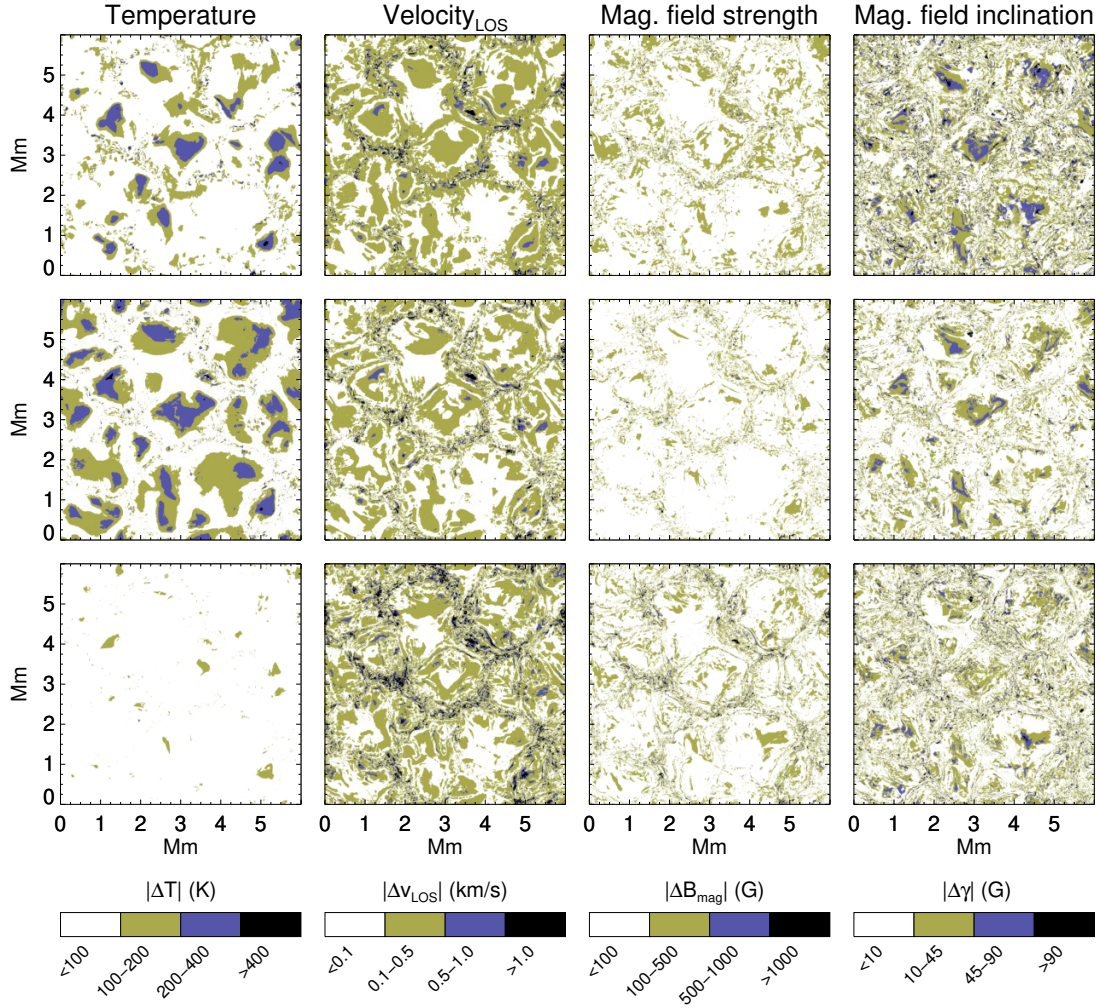 Temperature Velocity_LOS Mag. field strength Mag. field inclination
Mm
5
4
3
2
1
0
Mm
5
4
3
2
1
0
Mm
5
4
3
2
1
0
0 1 2 3 4 5 0 1 2 3 4 5 0 1 2 3 4 5 0 1 2 3 4 5
Mm Mm Mm Mm
|ΔT| (K) |Δv_LOS| (km/s) |ΔB_mag| (G) |Δγ| (G)
<100 100–200 200–400 >400 <0.1 0.1–0.5 0.5–1.0 >1.0 <100 100–500 500–1000 >1000 <10 10–45 45–90 >90